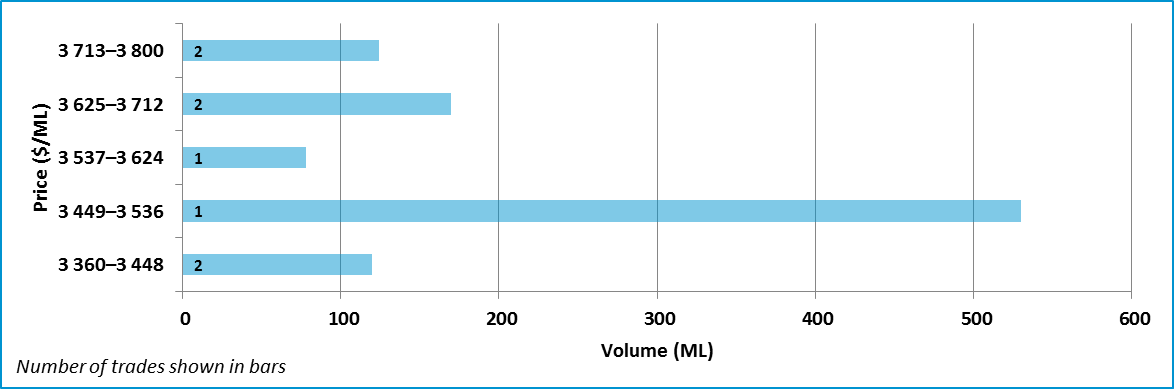 Price ($/ML)
3 713–3 800
2
3 625–3 712
2
3 537–3 624
1
3 449–3 536
1
3 360–3 448
2
0 100 200 300 400 500 600
Volume (ML)
Number of trades shown in bars